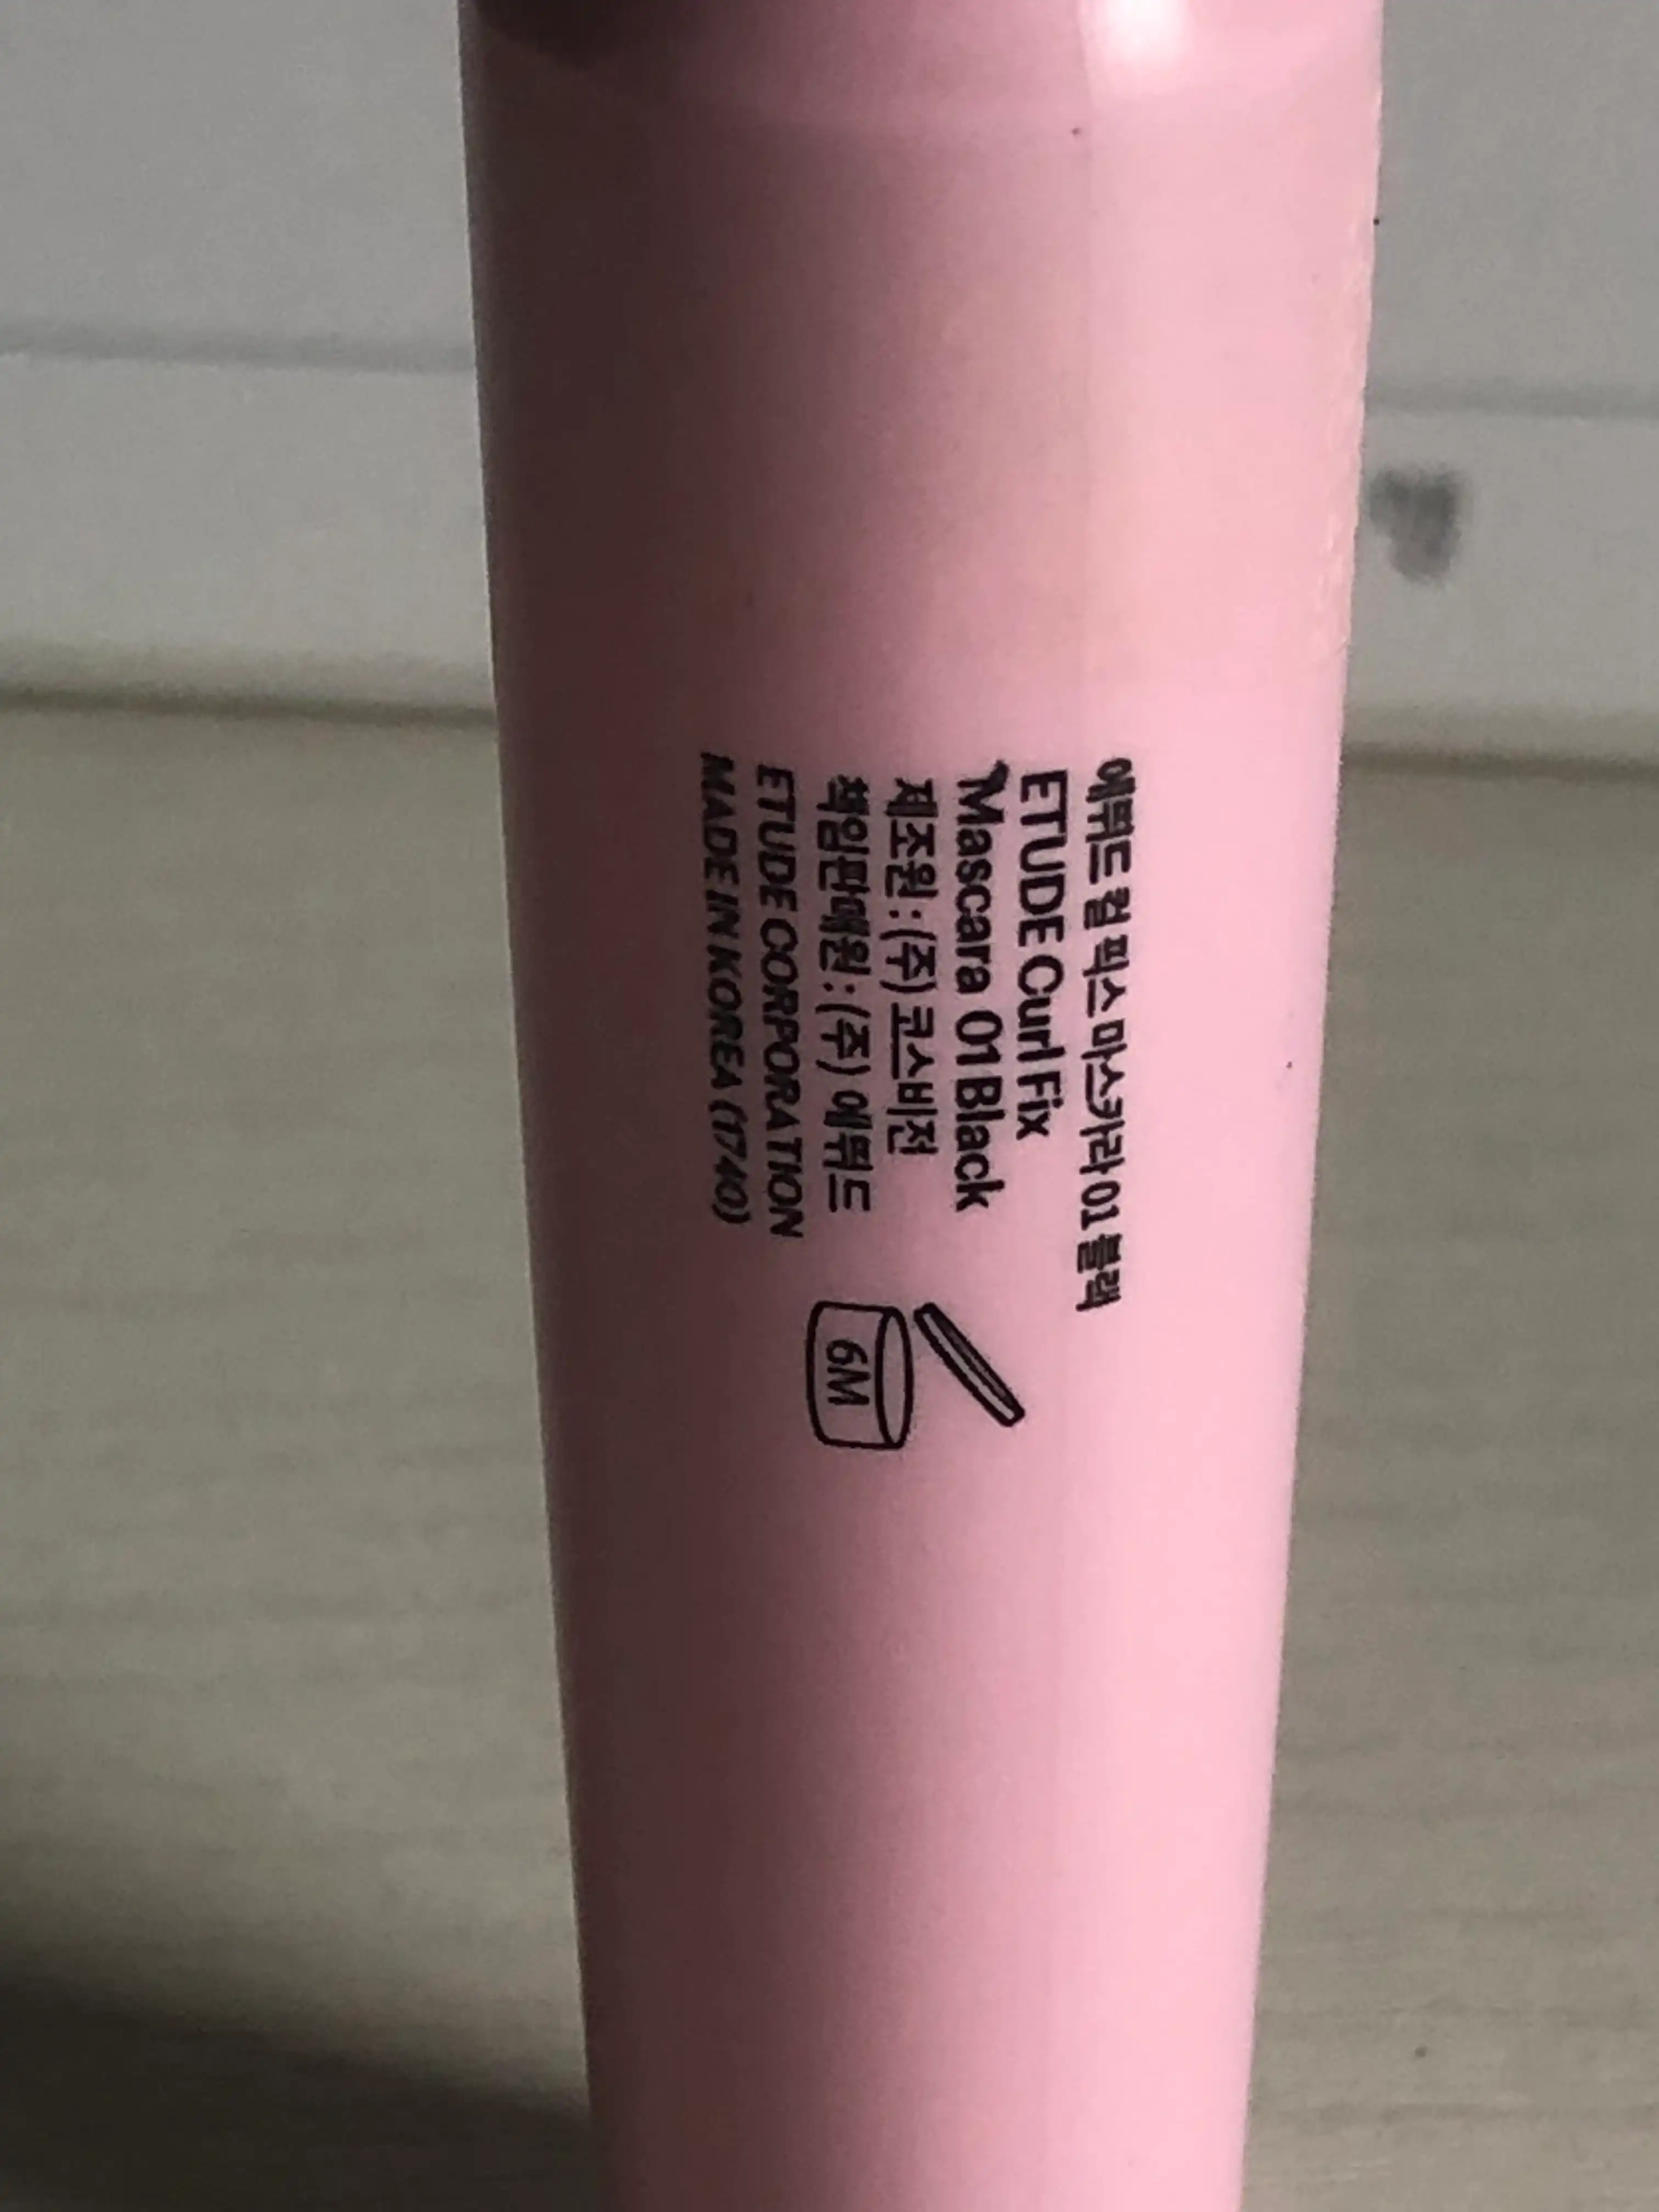 에뛰드 컬 픽스 마스카라 01 블랙
ETUDE Curl Fix
Mascara 01 Black
제조원 : (주) 코스비전
책임판매원 : (주) 에뛰드
ETUDE CORPORATION
MADE IN KOREA (1740)
6M